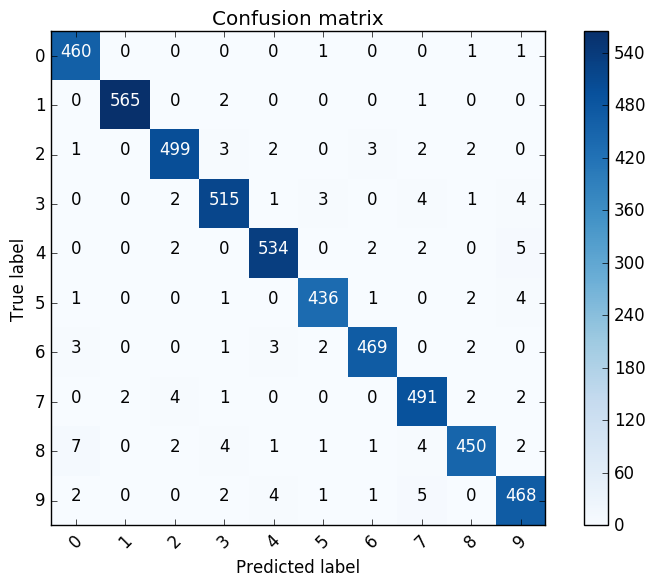 Confusion matrix
0 460 0 0 0 0 1 0 0 1 1
1 0 565 0 2 0 0 0 1 0 0
2 1 0 499 3 2 0 3 2 2 0
3 0 0 2 515 1 3 0 4 1 4
4 0 0 2 0 534 0 2 2 0 5
5 1 0 0 1 0 436 1 0 2 4
6 3 0 0 1 3 2 469 0 2 0
7 0 2 4 1 0 0 0 491 2 2
8 7 0 2 4 1 1 1 4 450 2
9 2 0 0 2 4 1 1 5 0 468
0 1 2 3 4 5 6 7 8 9
True label
Predicted label
540
480
420
360
300
240
180
120
60
0